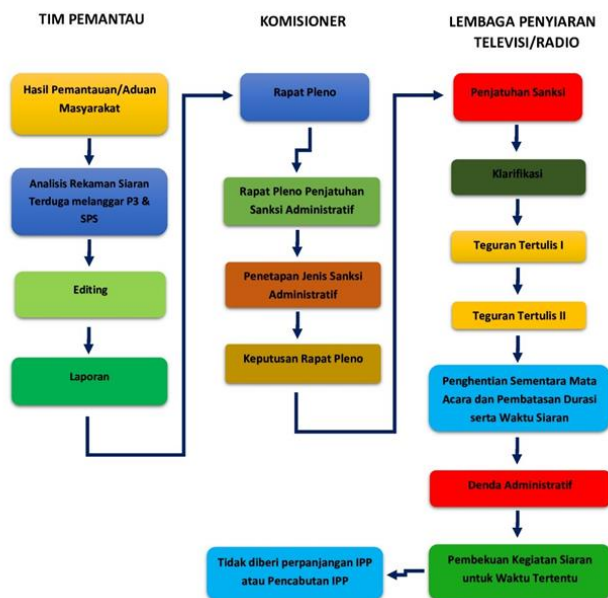 TIM PEMANTAU
Hasil Pemantauan/Aduan
Masyarakat
Analisis Rekaman Siaran
Terduga melanggar P3 &
SPS
Editing
Laporan
KOMISIONER
Rapat Pleno
Rapat Pleno Penjatuhan
Sanksi Administratif
Penetapan Jenis Sanksi
Administratif
Keputusan Rapat Pleno
LEMBAGA PENYIARAN
TELEVISI/RADIO
Penjatuhan Sanksi
Klarifikasi
Teguran Tertulis I
Teguran Tertulis II
Penghentian Sementara Mata
Acara dan Pembatasan Durasi
serta Waktu Siaran
Denda Administratif
Pembekuan Kegiatan Siaran
untuk Waktu Tertentu
Tidak diberi perpanjangan IPP
atau Pencabutan IPP